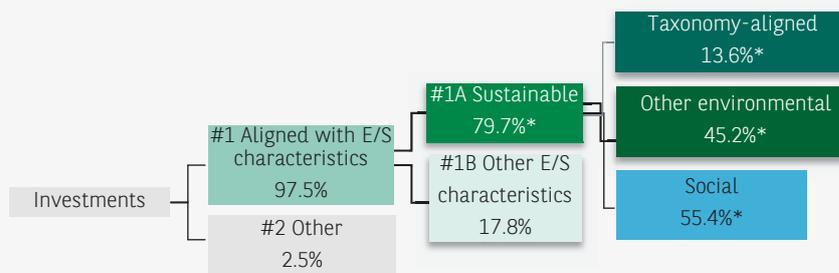 Investments
#1 Aligned with E/S
characteristics
97.5%
#2 Other
2.5%
#1A Sustainable
79.7%*
#1B Other E/S
characteristics
17.8%
Taxonomy-aligned
13.6%*
Other environmental
45.2%*
Social
55.4%*